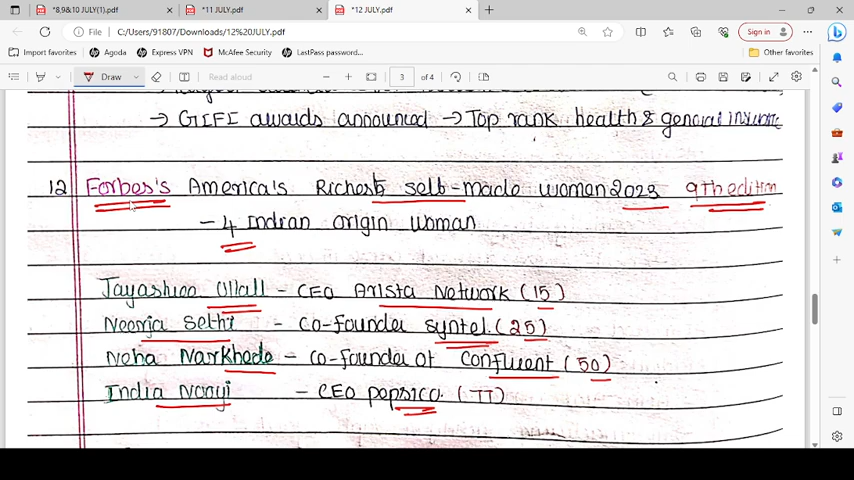 *8,9&10 JULY(1).pdf
*11 JULY.pdf
*12 JULY.pdf
File C:/Users/91807/Downloads/12%20JULY.pdf
Sign in
Import favorites Agoda Express VPN McAfee Security LastPass password... Other favorites
Draw Read aloud 3 of 4
→ GIFI awards announced → Top rank health & general
12 Forbes's America's Richest self-made women 2023 9th edition
- 4 Indian origin woman
Jayashree Ullall - CEO Arista Network (15)
Neerja Sethi - Co-founder Syntel (25)
Neha Narkhede - Co-founder of Confluent (50)
India Nooyi - CEO pepsico. (77)